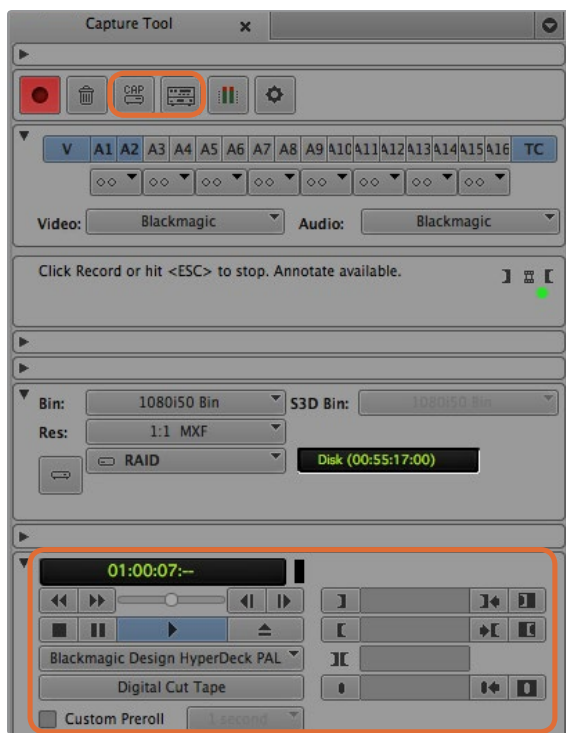 Capture Tool
CAP
V A1 A2 A3 A4 A5 A6 A7 A8 A9 A10 A11 A12 A13 A14 A15 A16 TC
Video: Blackmagic Audio: Blackmagic
Click Record or hit <ESC> to stop. Annotate available.
Bin: 1080i50 Bin S3D Bin: 1080i50 Bin
Res: 1:1 MXF
RAID Disk (00:55:17:00)
01:00:07:--
Blackmagic Design HyperDeck PAL
Digital Cut Tape
Custom Preroll 1 second